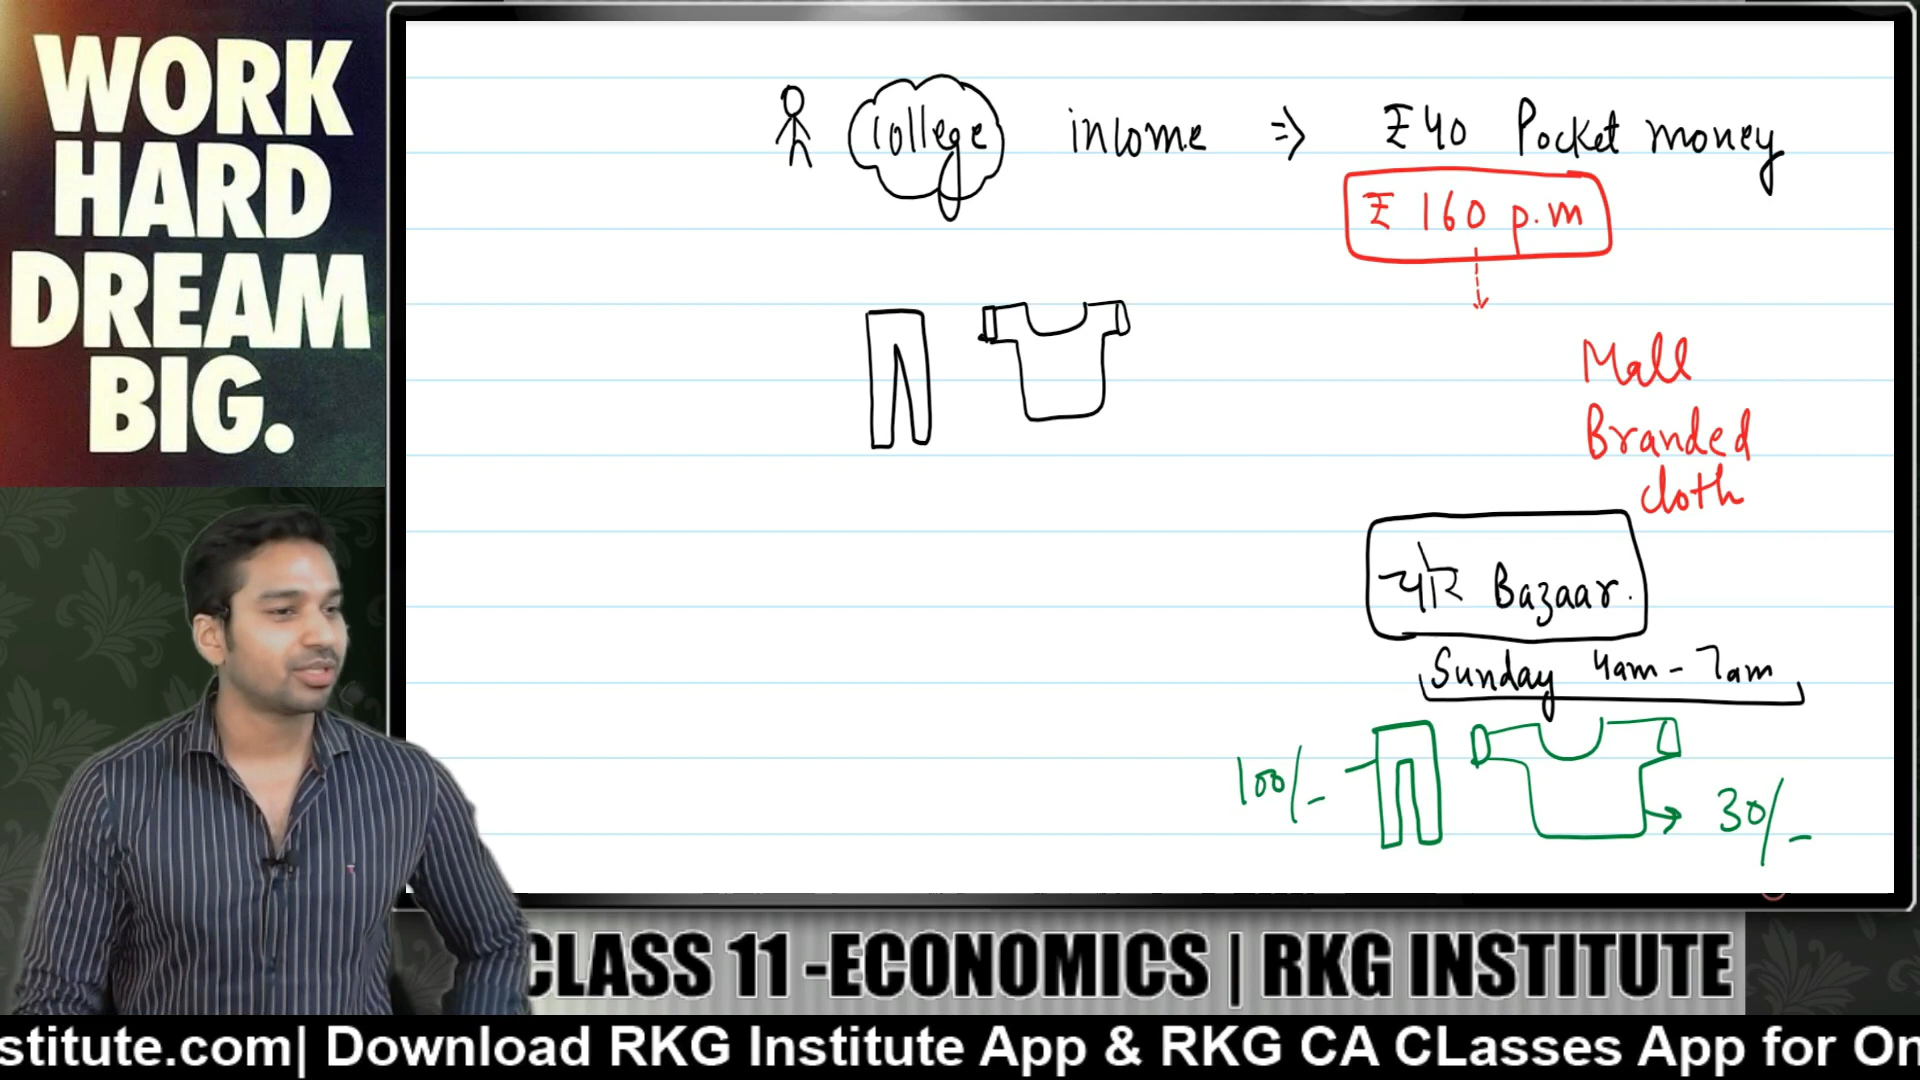 WORK
HARD
DREAM
BIG.
College income => ₹40 Pocket money
₹ 160 p.m
Mall
Branded
cloth
चोर Bazaar.
Sunday 4am - 7am
100/-
30/-
CLASS 11 -ECONOMICS | RKG INSTITUTE
stitute.com| Download RKG Institute App & RKG CA CLasses App for On